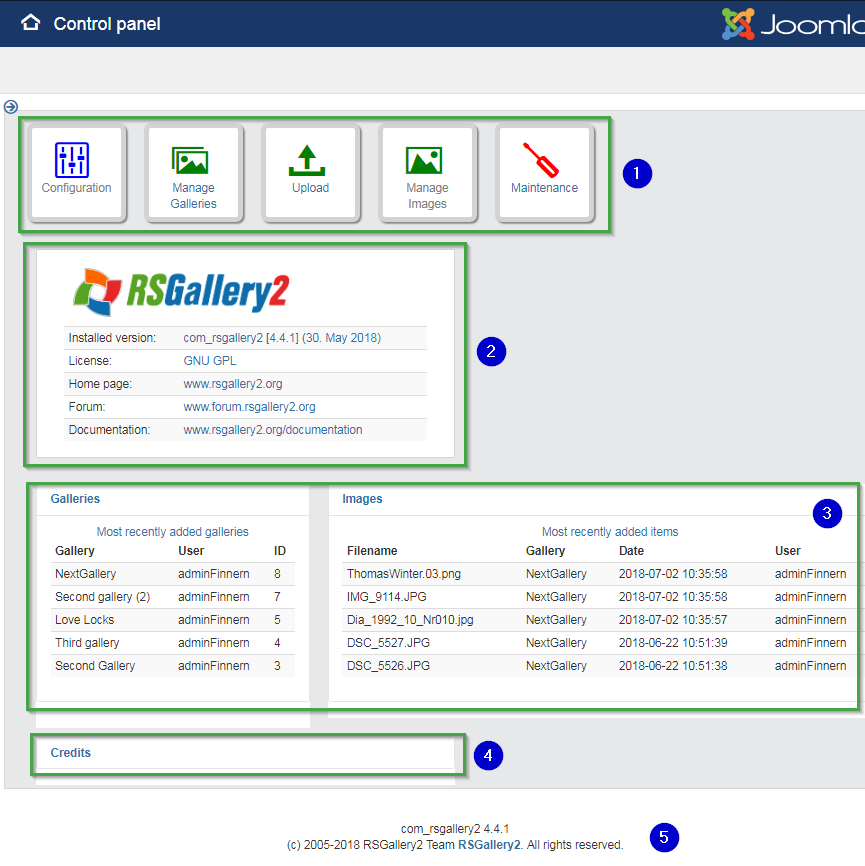 Control panel
Configuration
Manage
Galleries
Upload
Manage
Images
Maintenance
1
RSGallery2
Installed version: com_rsgallery2 [4.4.1] (30. May 2018)
License: GNU GPL
Home page: www.rsgallery2.org
Forum: www.forum.rsgallery2.org
Documentation: www.rsgallery2.org/documentation
2
Galleries
Most recently added galleries
Gallery User ID
NextGallery adminFinnern 8
Second gallery (2) adminFinnern 7
Love Locks adminFinnern 5
Third gallery adminFinnern 4
Second Gallery adminFinnern 3
Images
3
Most recently added items
Filename Gallery Date User
ThomasWinter.03.png NextGallery 2018-07-02 10:35:58 adminFinnern
IMG_9114.JPG NextGallery 2018-07-02 10:35:58 adminFinnern
Dia_1992_10_Nr010.jpg NextGallery 2018-07-02 10:35:57 adminFinnern
DSC_5527.JPG NextGallery 2018-06-22 10:51:39 adminFinnern
DSC_5526.JPG NextGallery 2018-06-22 10:51:38 adminFinnern
Credits
4
com_rsgallery2 4.4.1
(c) 2005-2018 RSGallery2 Team RSGallery2. All rights reserved.
5